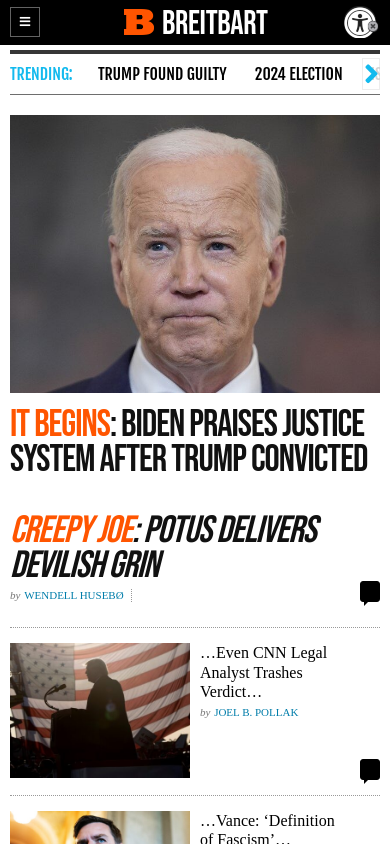 B BREITBART
TRENDING: TRUMP FOUND GUILTY 2024 ELECTION
IT BEGINS: BIDEN PRAISES JUSTICE
SYSTEM AFTER TRUMP CONVICTED
CREEPY JOE: POTUS DELIVERS
DEVILISH GRIN
by WENDELL HUSEBØ
…Even CNN Legal
Analyst Trashes
Verdict…
by JOEL B. POLLAK
…Vance: ‘Definition
of Fascism’…